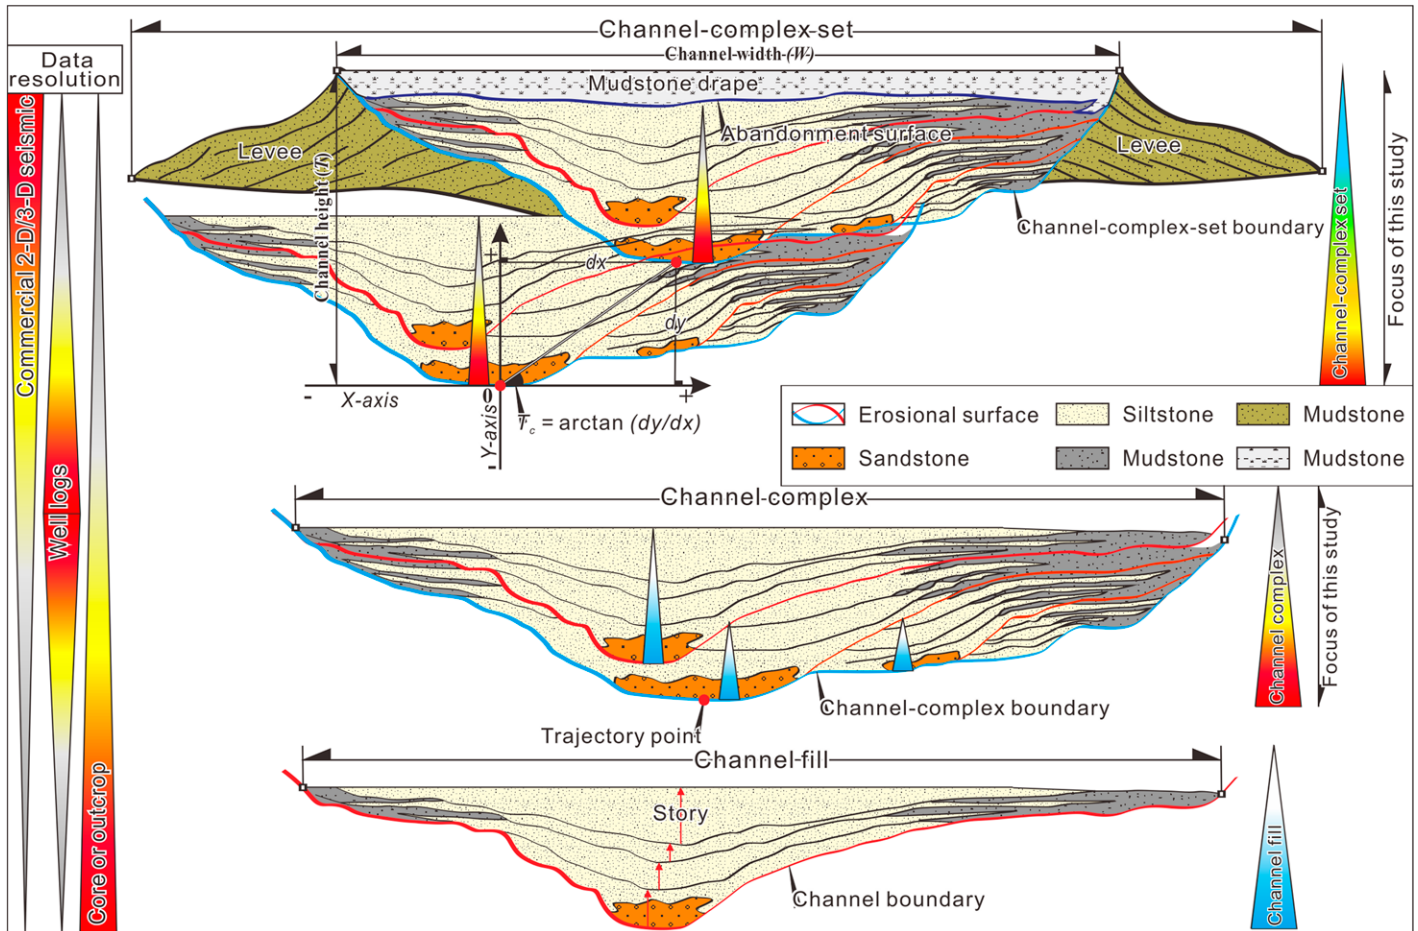 Channel-complex-set
Channel width (W)
Data
resolution
Mudstone drape
Abandonment surface
Levee
Levee
Commercial 2-D/3-D seismic
Well logs
Core or outcrop
Channel height (T)
Channel-complex-set boundary
Channel-complex-set
Focus of this study
dx
dy
+
-
X-axis
0
+
Y-axis
-
T_c = arctan (dy/dx)
Erosional surface
Siltstone
Mudstone
Sandstone
Mudstone
Mudstone
Channel-complex
Channel complex
Focus of this study
Channel-complex boundary
Trajectory point
Channel-fill
Story
Channel boundary
Channel fill